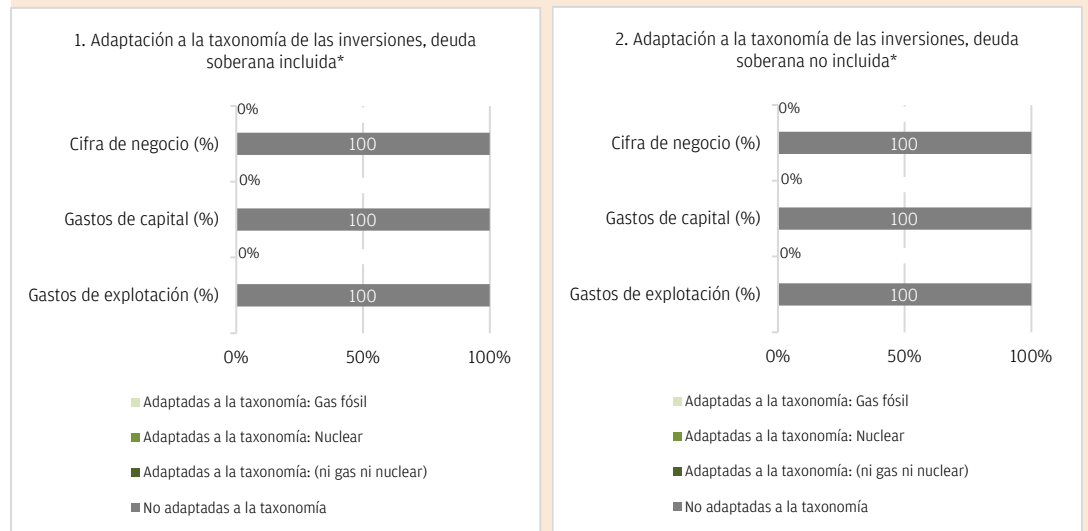 1. Adaptación a la taxonomía de las inversiones, deuda
soberana incluida*
0%
Cifra de negocio (%)
100
0%
Gastos de capital (%)
100
0%
Gastos de explotación (%)
100
0%
50%
100%
Adaptadas a la taxonomía: Gas fósil
Adaptadas a la taxonomía: Nuclear
Adaptadas a la taxonomía: (ni gas ni nuclear)
No adaptadas a la taxonomía
2. Adaptación a la taxonomía de las inversiones, deuda
soberana no incluida*
0%
Cifra de negocio (%)
100
0%
Gastos de capital (%)
100
0%
Gastos de explotación (%)
100
0%
50%
100%
Adaptadas a la taxonomía: Gas fósil
Adaptadas a la taxonomía: Nuclear
Adaptadas a la taxonomía: (ni gas ni nuclear)
No adaptadas a la taxonomía